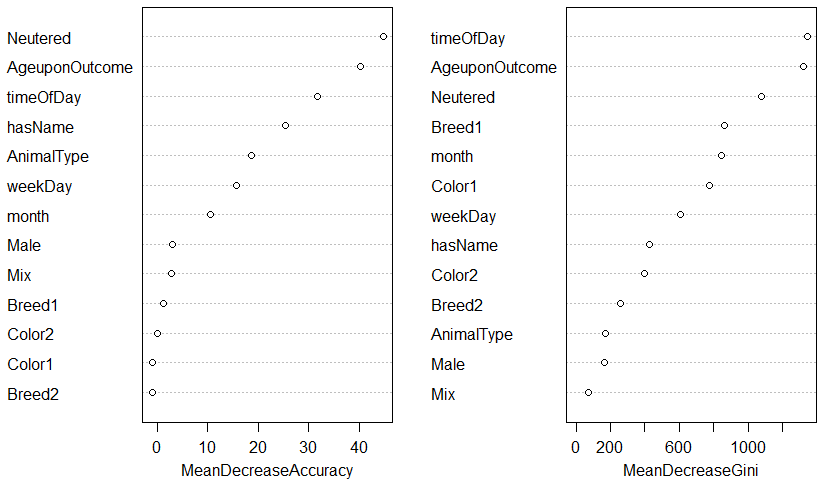 Neutered
AgeuponOutcome
timeOfDay
hasName
AnimalType
weekDay
month
Male
Mix
Breed1
Color2
Color1
Breed2
0 10 20 30 40
MeanDecreaseAccuracy
timeOfDay
AgeuponOutcome
Neutered
Breed1
month
Color1
weekDay
hasName
Color2
Breed2
AnimalType
Male
Mix
0 200 600 1000
MeanDecreaseGini